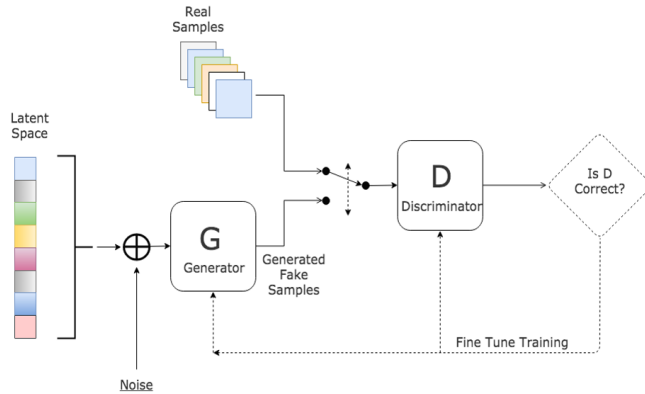 Real
Samples
Latent
Space
D
Discriminator
Is D
Correct?
G
Generator
Generated
Fake
Samples
Fine Tune Training
Noise